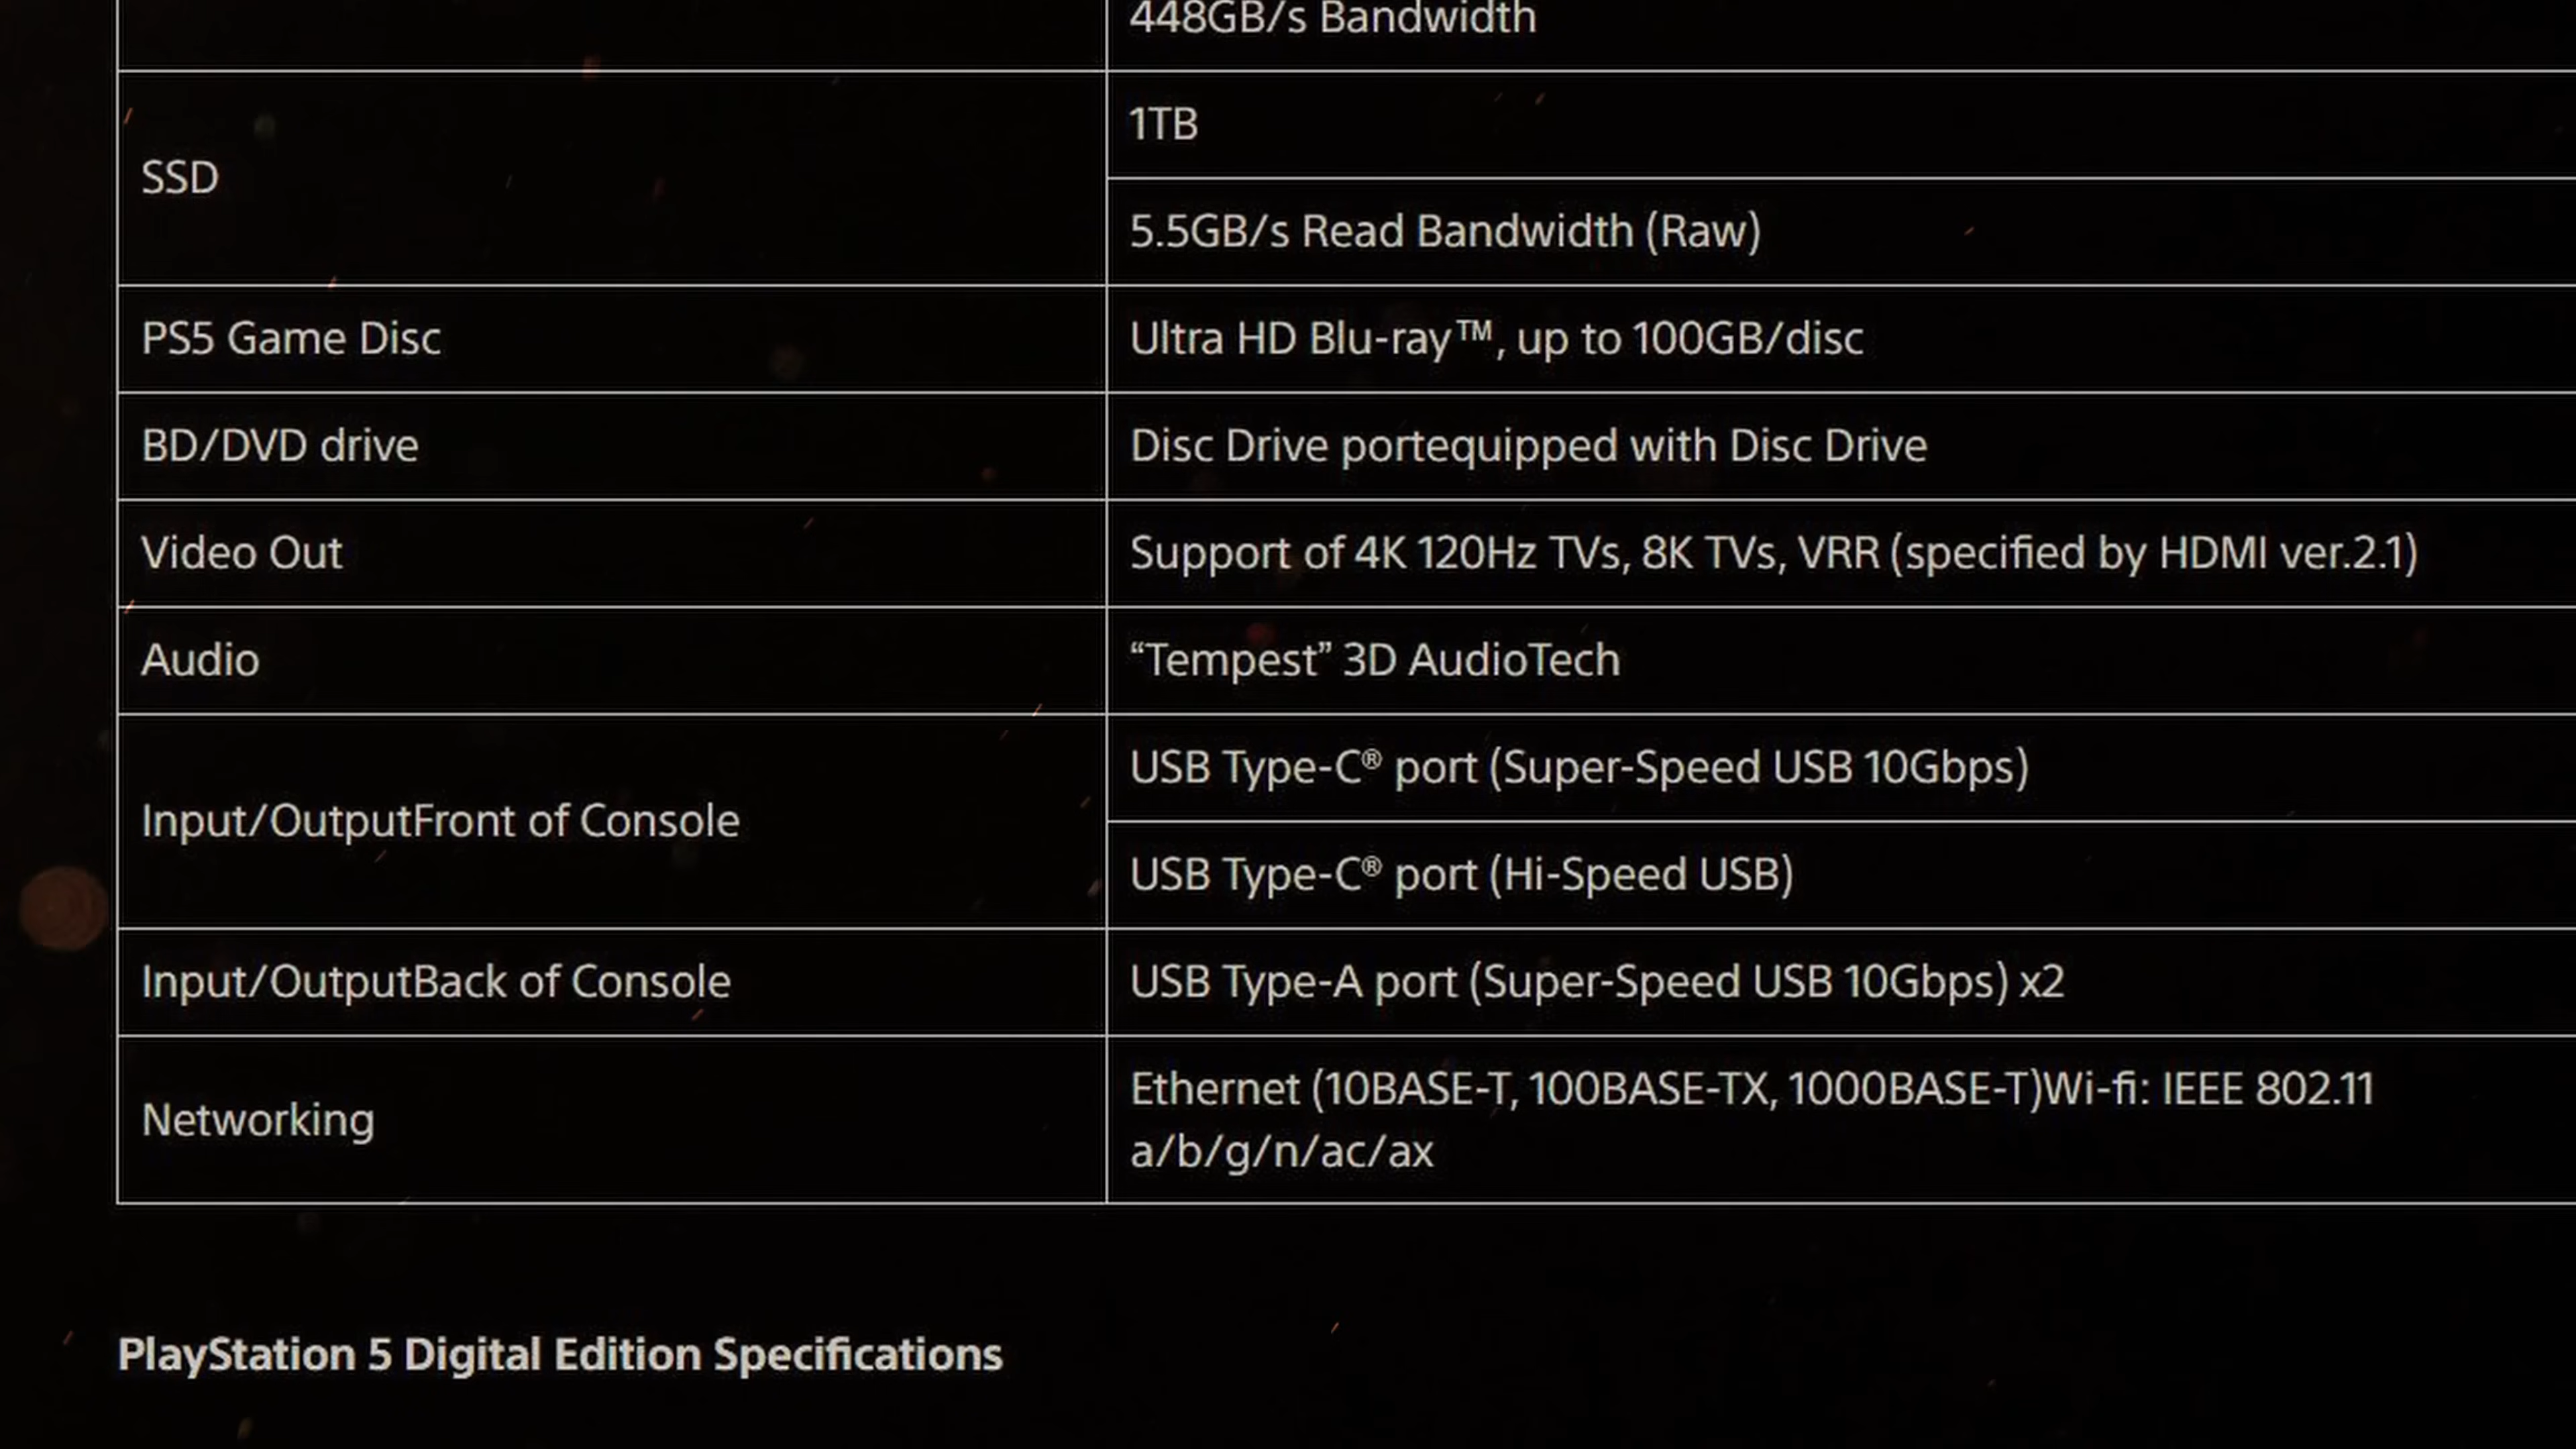 448GB/s Bandwidth
SSD
1TB
5.5GB/s Read Bandwidth (Raw)
PS5 Game Disc
Ultra HD Blu-ray™, up to 100GB/disc
BD/DVD drive
Disc Drive portequipped with Disc Drive
Video Out
Support of 4K 120Hz TVs, 8K TVs, VRR (specified by HDMI ver.2.1)
Audio
“Tempest” 3D AudioTech
Input/OutputFront of Console
USB Type-C® port (Super-Speed USB 10Gbps)
USB Type-C® port (Hi-Speed USB)
Input/OutputBack of Console
USB Type-A port (Super-Speed USB 10Gbps) x2
Networking
Ethernet (10BASE-T, 100BASE-TX, 1000BASE-T)Wi-fi: IEEE 802.11
a/b/g/n/ac/ax
PlayStation 5 Digital Edition Specifications